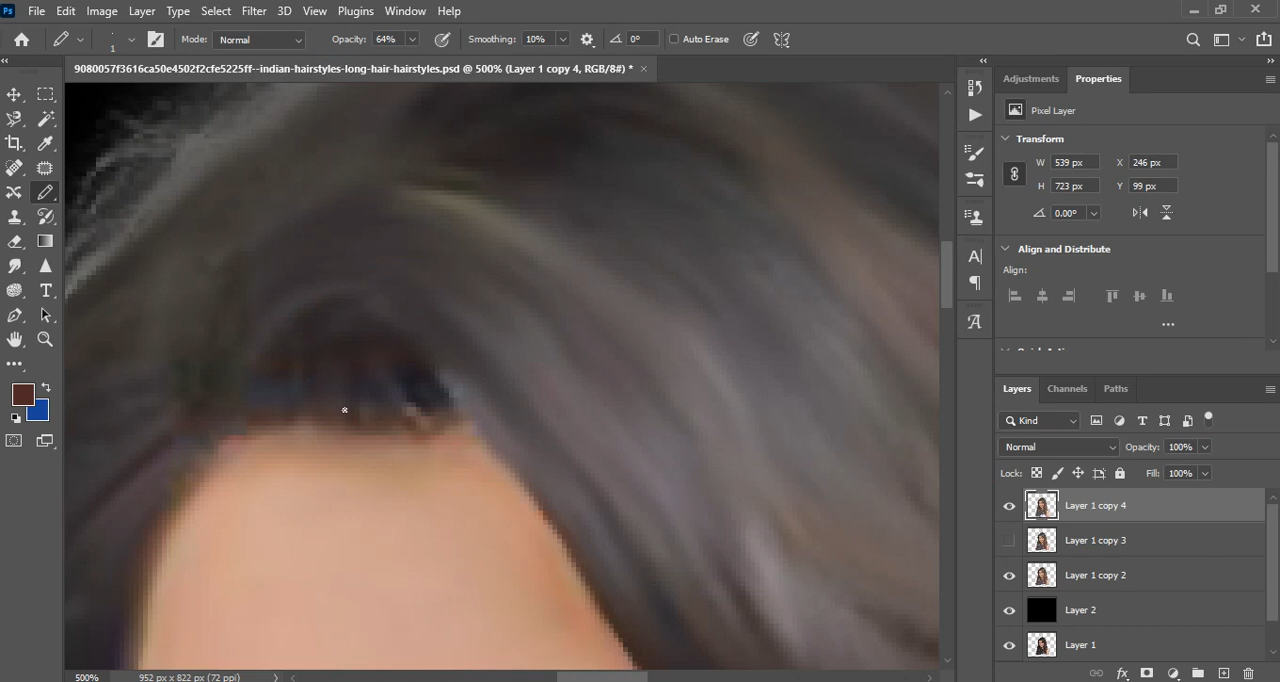 Ps File Edit Image Layer Type Select Filter 3D View Plugins Window Help
1 Mode: Normal Opacity: 64% Smoothing: 10% 0° Auto Erase
9080057f3616ca50e4502f2cfe5225ff--indian-hairstyles-long-hair-hairstyles.psd @ 500% (Layer 1 copy 4, RGB/8#) *
Adjustments Properties
Pixel Layer
Transform
W 539 px X 246 px
H 723 px Y 99 px
0.00°
Align and Distribute
Align:
Layers Channels Paths
Kind
Normal Opacity: 100%
Lock: Fill: 100%
Layer 1 copy 4
Layer 1 copy 3
Layer 1 copy 2
Layer 2
Layer 1
500% 952 px x 822 px (72 ppi)